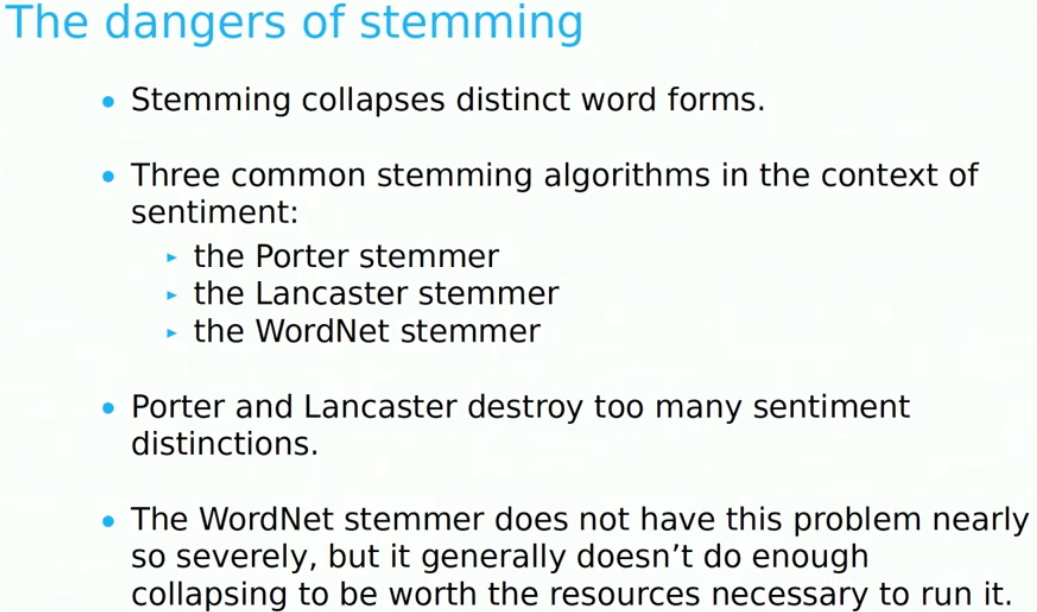 The dangers of stemming
• Stemming collapses distinct word forms.
• Three common stemming algorithms in the context of
sentiment:
▸ the Porter stemmer
▸ the Lancaster stemmer
▸ the WordNet stemmer
• Porter and Lancaster destroy too many sentiment
distinctions.
• The WordNet stemmer does not have this problem nearly
so severely, but it generally doesn’t do enough
collapsing to be worth the resources necessary to run it.